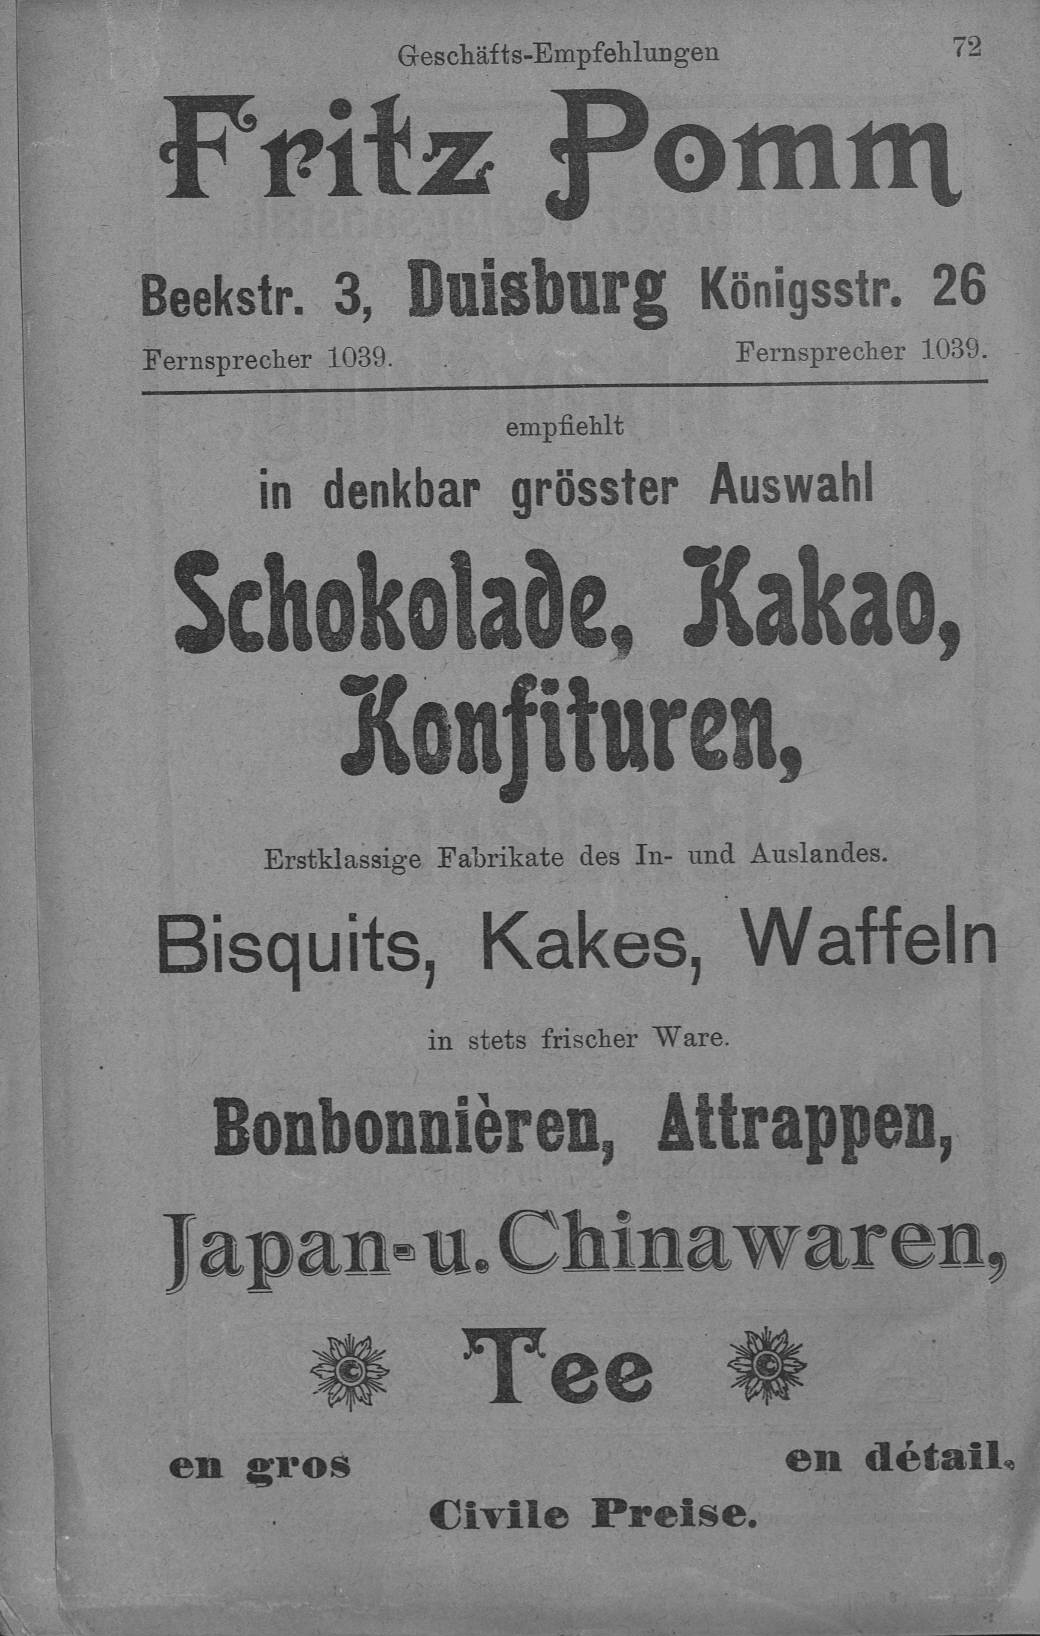 Geschäfts-Empfehlungen 72
Fritz Pomm
Beekstr. 3, Duisburg Königsstr. 26
Fernsprecher 1039. Fernsprecher 1039.
empfiehlt
in denkbar grösster Auswahl
Schokolade, Kakao,
Konfituren,
Erstklassige Fabrikate des In- und Auslandes.
Bisquits, Kakes, Waffeln
in stets frischer Ware.
Bonbonnièren, Attrappen,
Japan- u. Chinawaren,
Tee
en gros en détail.
Civile Preise.